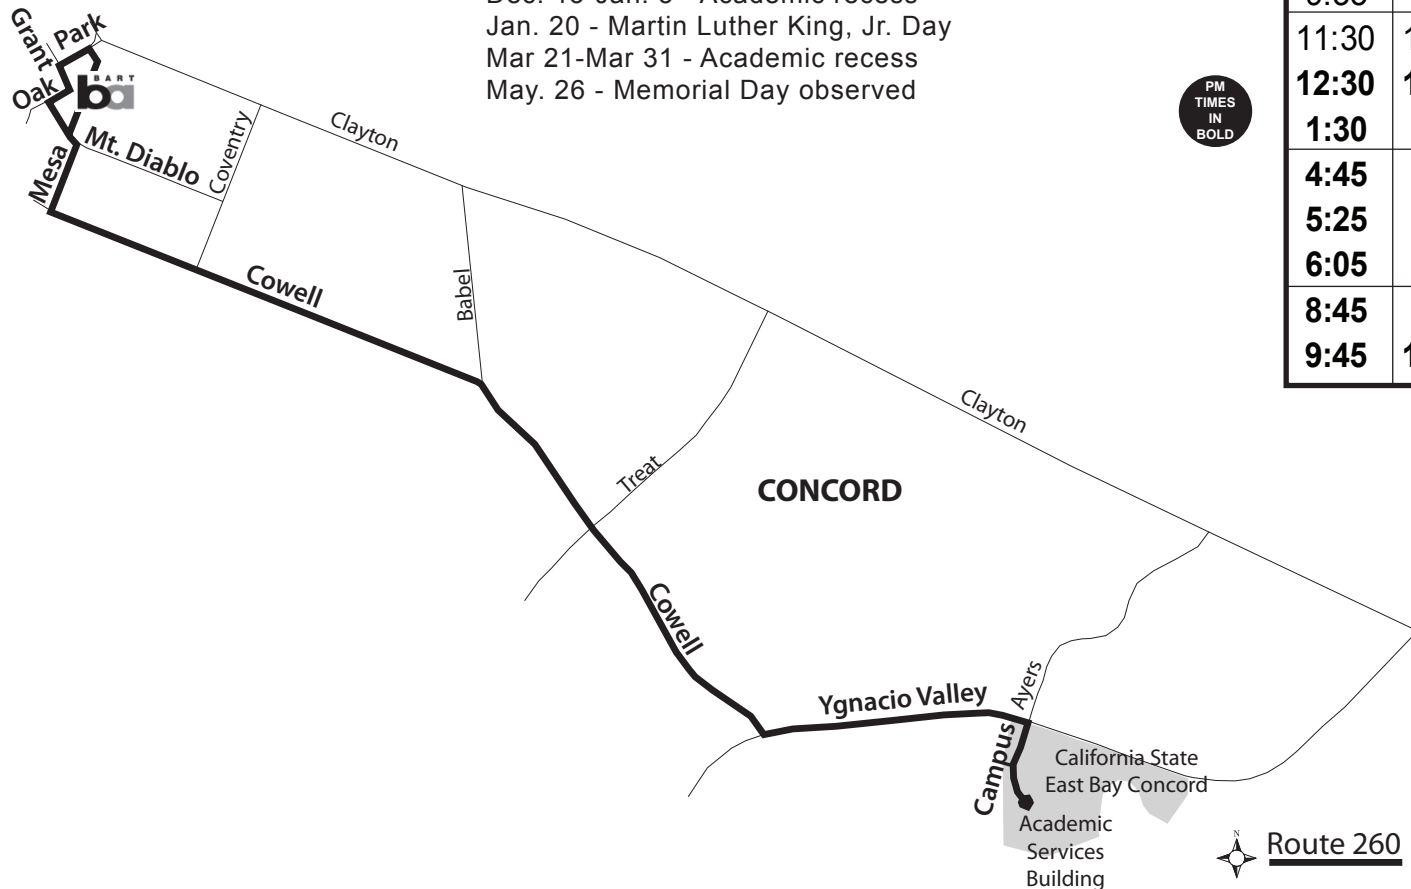 Jan. 20 - Martin Luther King, Jr. Day
Mar 21-Mar 31 - Academic recess
May. 26 - Memorial Day observed
PM
TIMES
IN
BOLD
11:30
12:30
1:30
4:45
5:25
6:05
8:45
9:45
Grant
Park
Oak
BART
ba
Mesa
Mt. Diablo
Coventry
Clayton
Cowell
Babel
Treat
CONCORD
Clayton
Cowell
Ygnacio Valley
Ayers
Campus
California State
East Bay Concord
Academic
Services
Building
N
Route 260